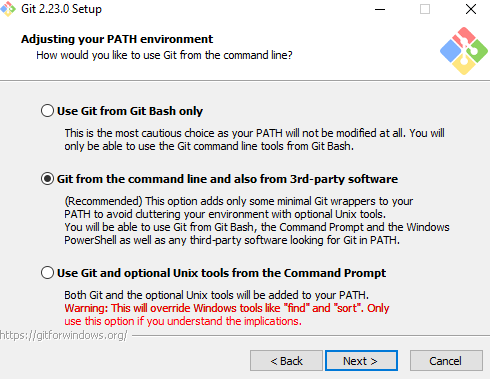 Git 2.23.0 Setup
Adjusting your PATH environment
How would you like to use Git from the command line?
Use Git from Git Bash only
This is the most cautious choice as your PATH will not be modified at all. You will
only be able to use the Git command line tools from Git Bash.
Git from the command line and also from 3rd-party software
(Recommended) This option adds only some minimal Git wrappers to your
PATH to avoid cluttering your environment with optional Unix tools.
You will be able to use Git from Git Bash, the Command Prompt and the Windows
PowerShell as well as any third-party software looking for Git in PATH.
Use Git and optional Unix tools from the Command Prompt
Both Git and the optional Unix tools will be added to your PATH.
Warning: This will override Windows tools like "find" and "sort". Only
use this option if you understand the implications.
https://gitforwindows.org/
< Back Next > Cancel